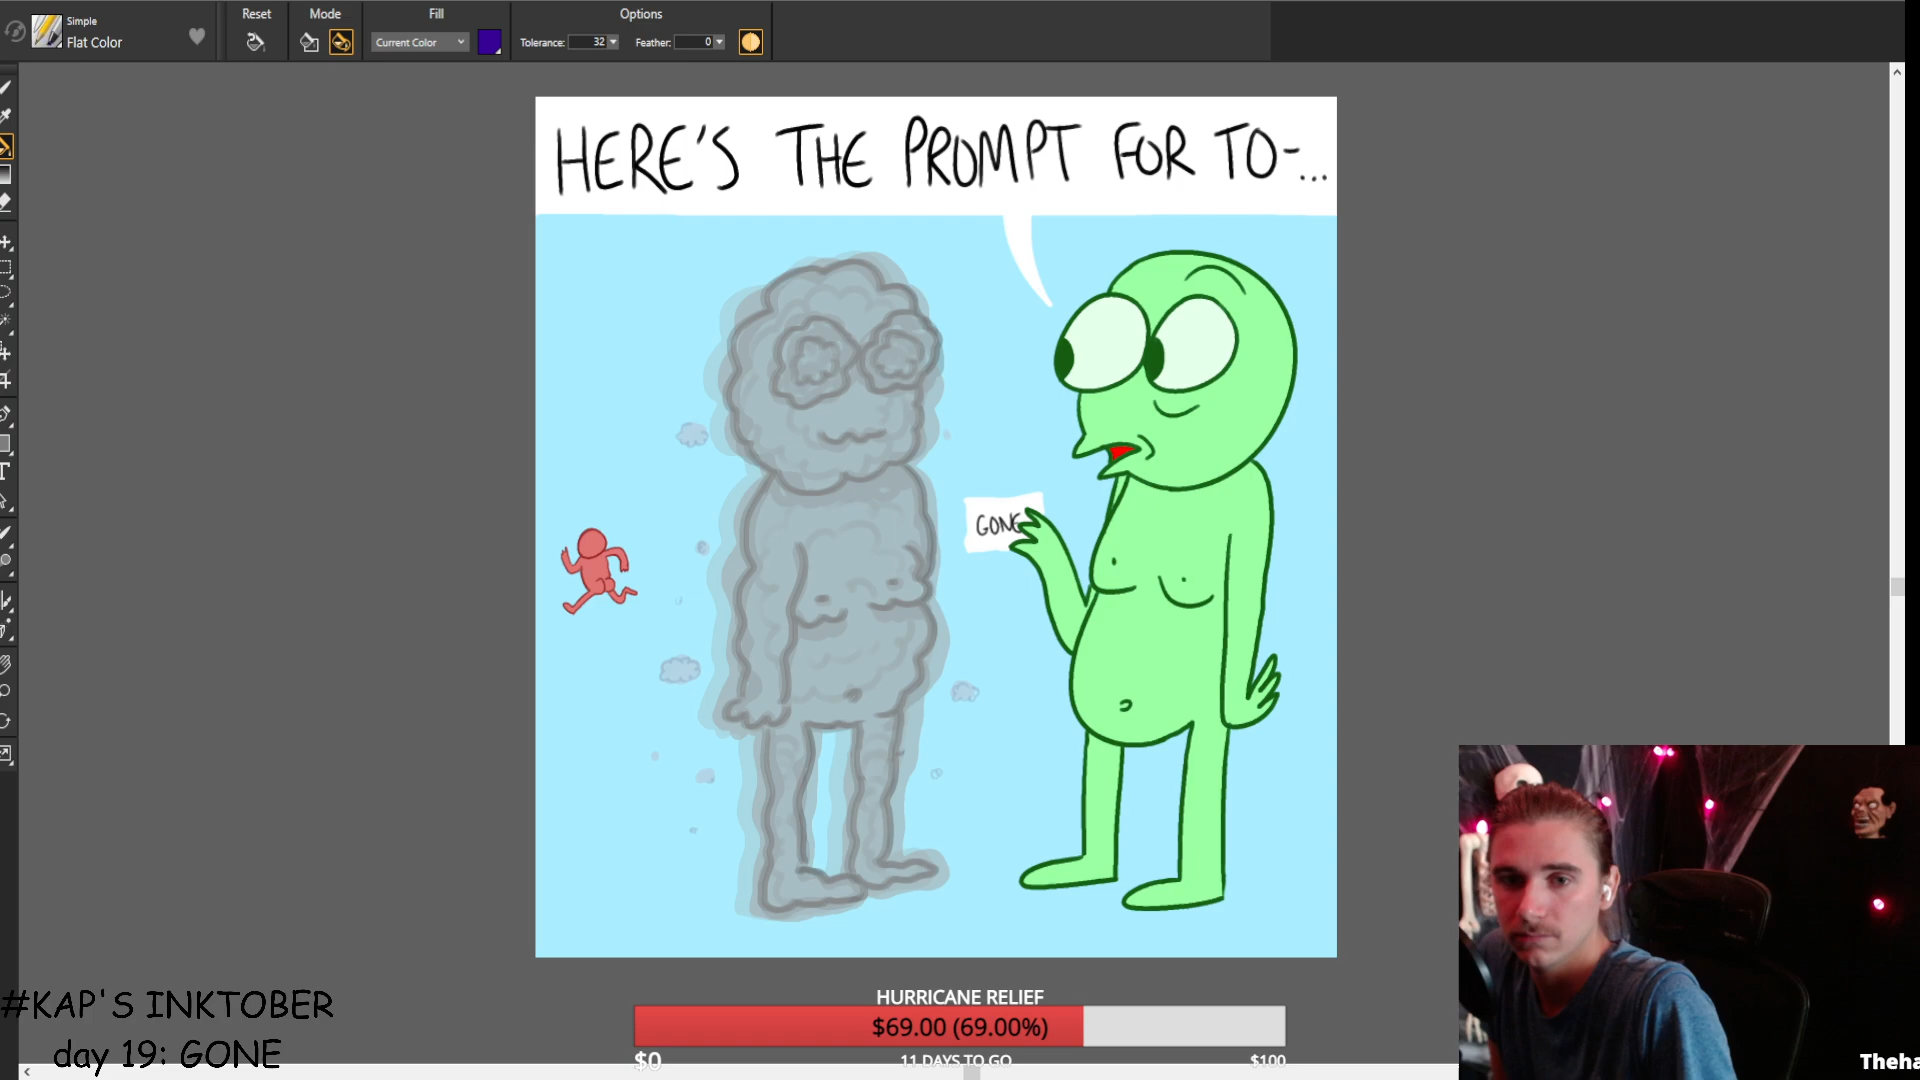 Simple
Flat Color
Reset
Mode
Fill
Options
Current Color
Tolerance: 32
Feather: 0
HERE'S THE PROMPT FOR TO-...
GONE
#KAP'S INKTOBER
day 19: GONE
HURRICANE RELIEF
$69.00 (69.00%)
$0
11 DAYS TO GO
$100
Theha